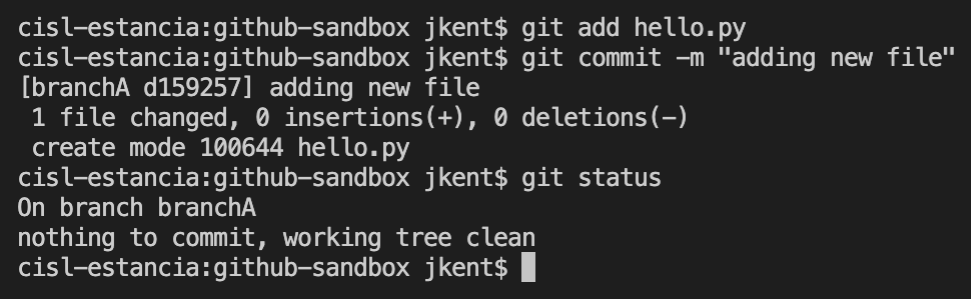 cisl-estancia:github-sandbox jkent$ git add hello.py
cisl-estancia:github-sandbox jkent$ git commit -m "adding new file"
[branchA d159257] adding new file
 1 file changed, 0 insertions(+), 0 deletions(-)
 create mode 100644 hello.py
cisl-estancia:github-sandbox jkent$ git status
On branch branchA
nothing to commit, working tree clean
cisl-estancia:github-sandbox jkent$